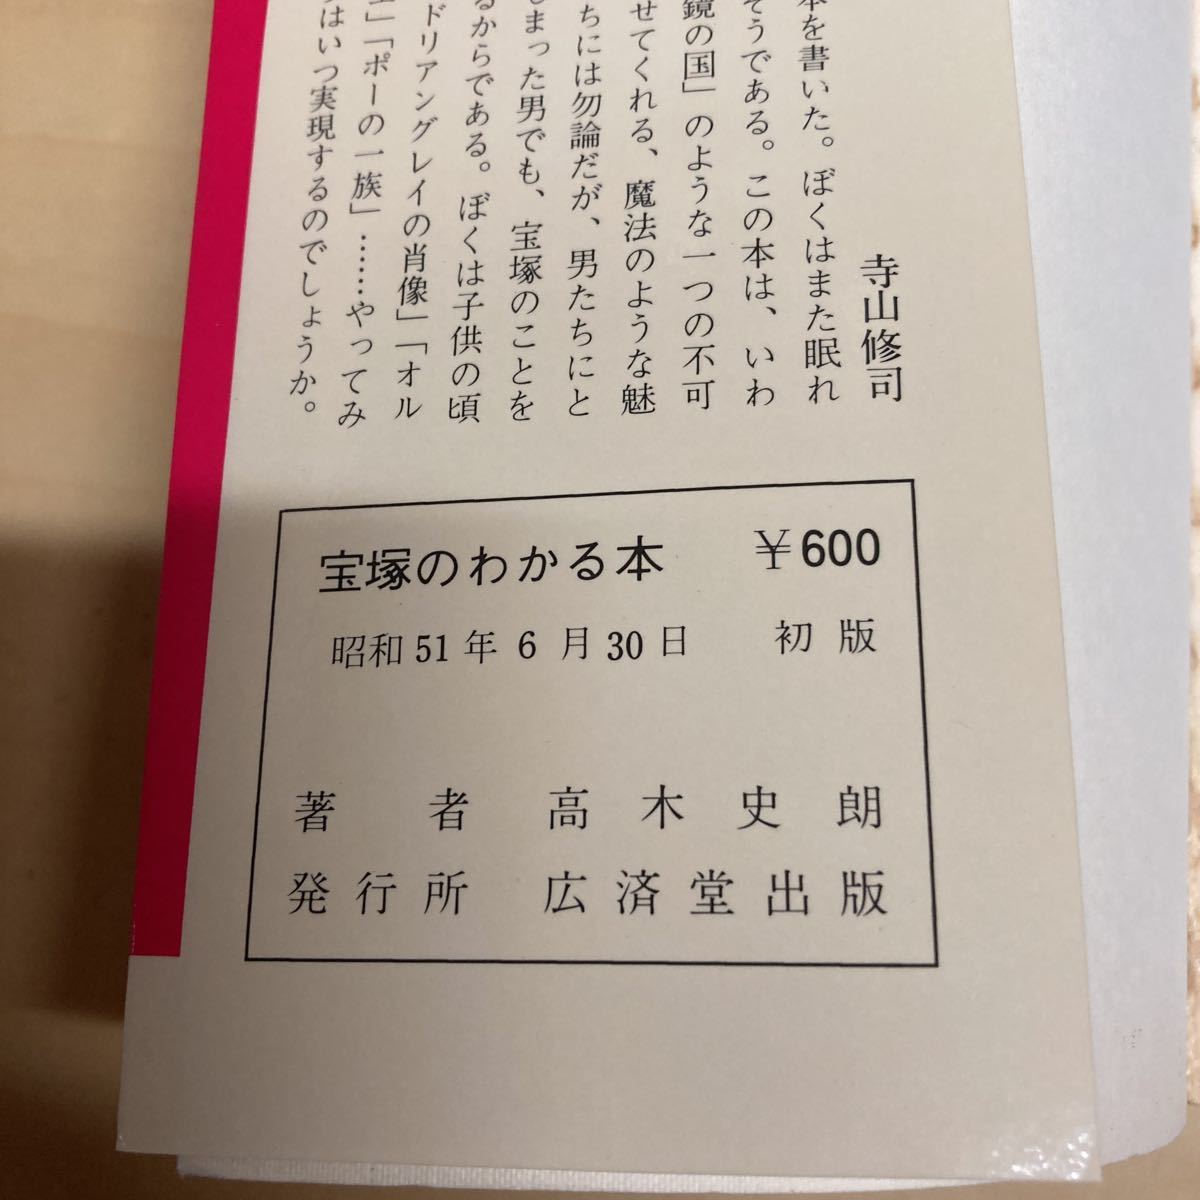 寺山修司
本を書いた。ぼくはまた眠れ
そうである。この本は、いわ
鏡の国」のような一つの不可
せてくれる、魔法のような魅
ちには勿論だが、男たちにと
まった男でも、宝塚のことを
るからである。ぼくは子供の頃
ドリアングレイの肖像」「オル
」「ポーの一族」……やってみ
はいつ実現するのでしょうか。
宝塚のわかる本 ￥600
昭和51年6月30日 初版
著者 高木史朗
発行所 広済堂出版